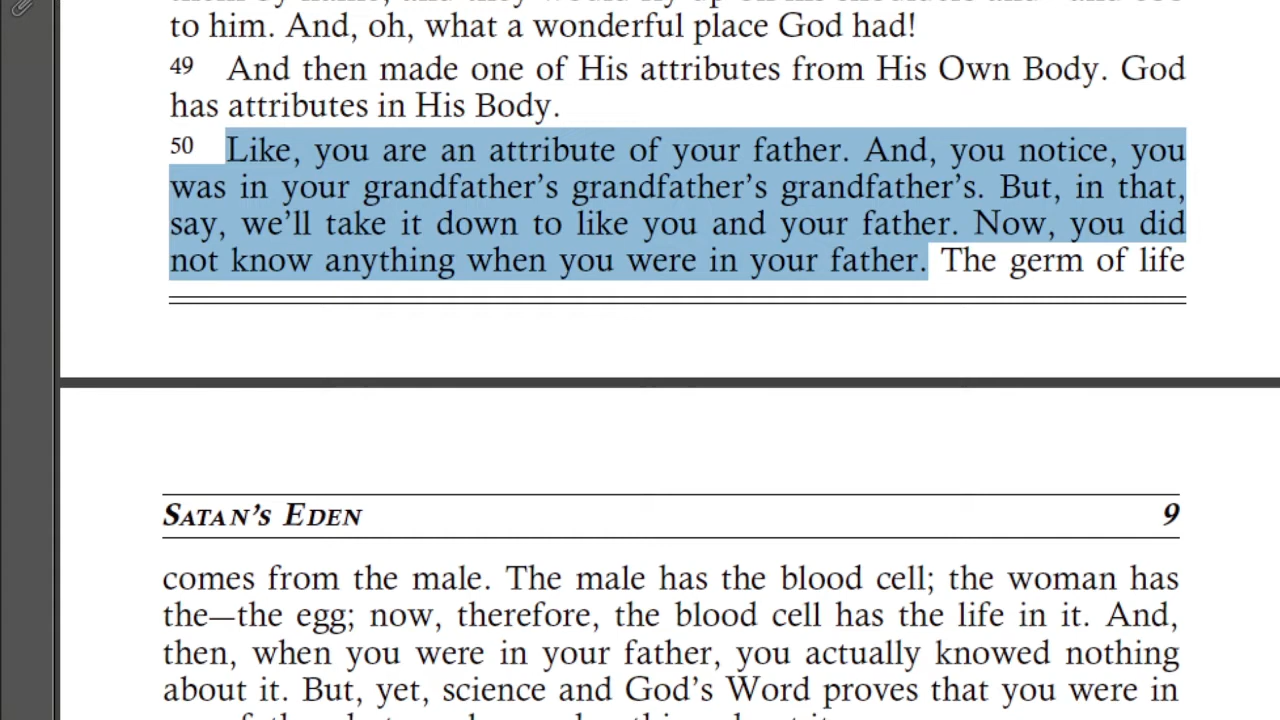 to him. And, oh, what a wonderful place God had!
49 And then made one of His attributes from His Own Body. God
has attributes in His Body.
50 Like, you are an attribute of your father. And, you notice, you
was in your grandfather’s grandfather’s grandfather’s. But, in that,
say, we’ll take it down to like you and your father. Now, you did
not know anything when you were in your father. The germ of life
SATAN’S EDEN 9
comes from the male. The male has the blood cell; the woman has
the—the egg; now, therefore, the blood cell has the life in it. And,
then, when you were in your father, you actually knowed nothing
about it. But, yet, science and God’s Word proves that you were in